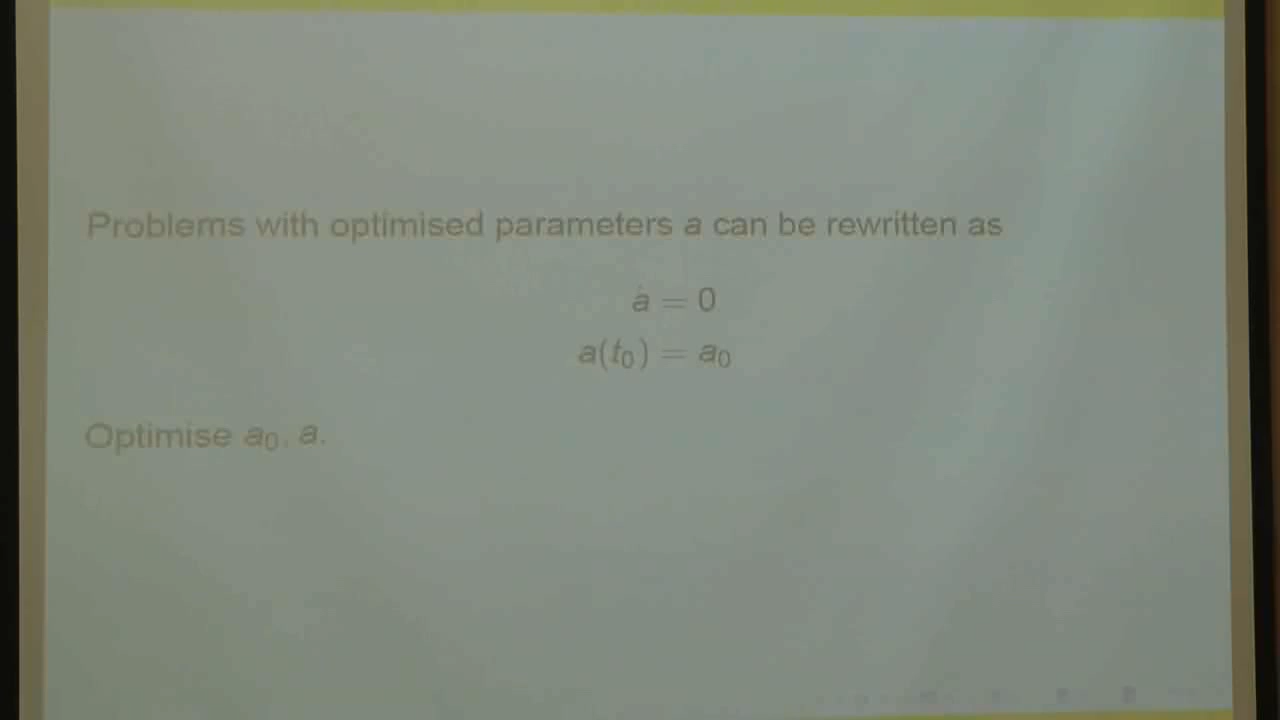 Problems with optimised parameters a can be rewritten as
ȧ = 0
a(t₀) = a₀
Optimise a₀, a.